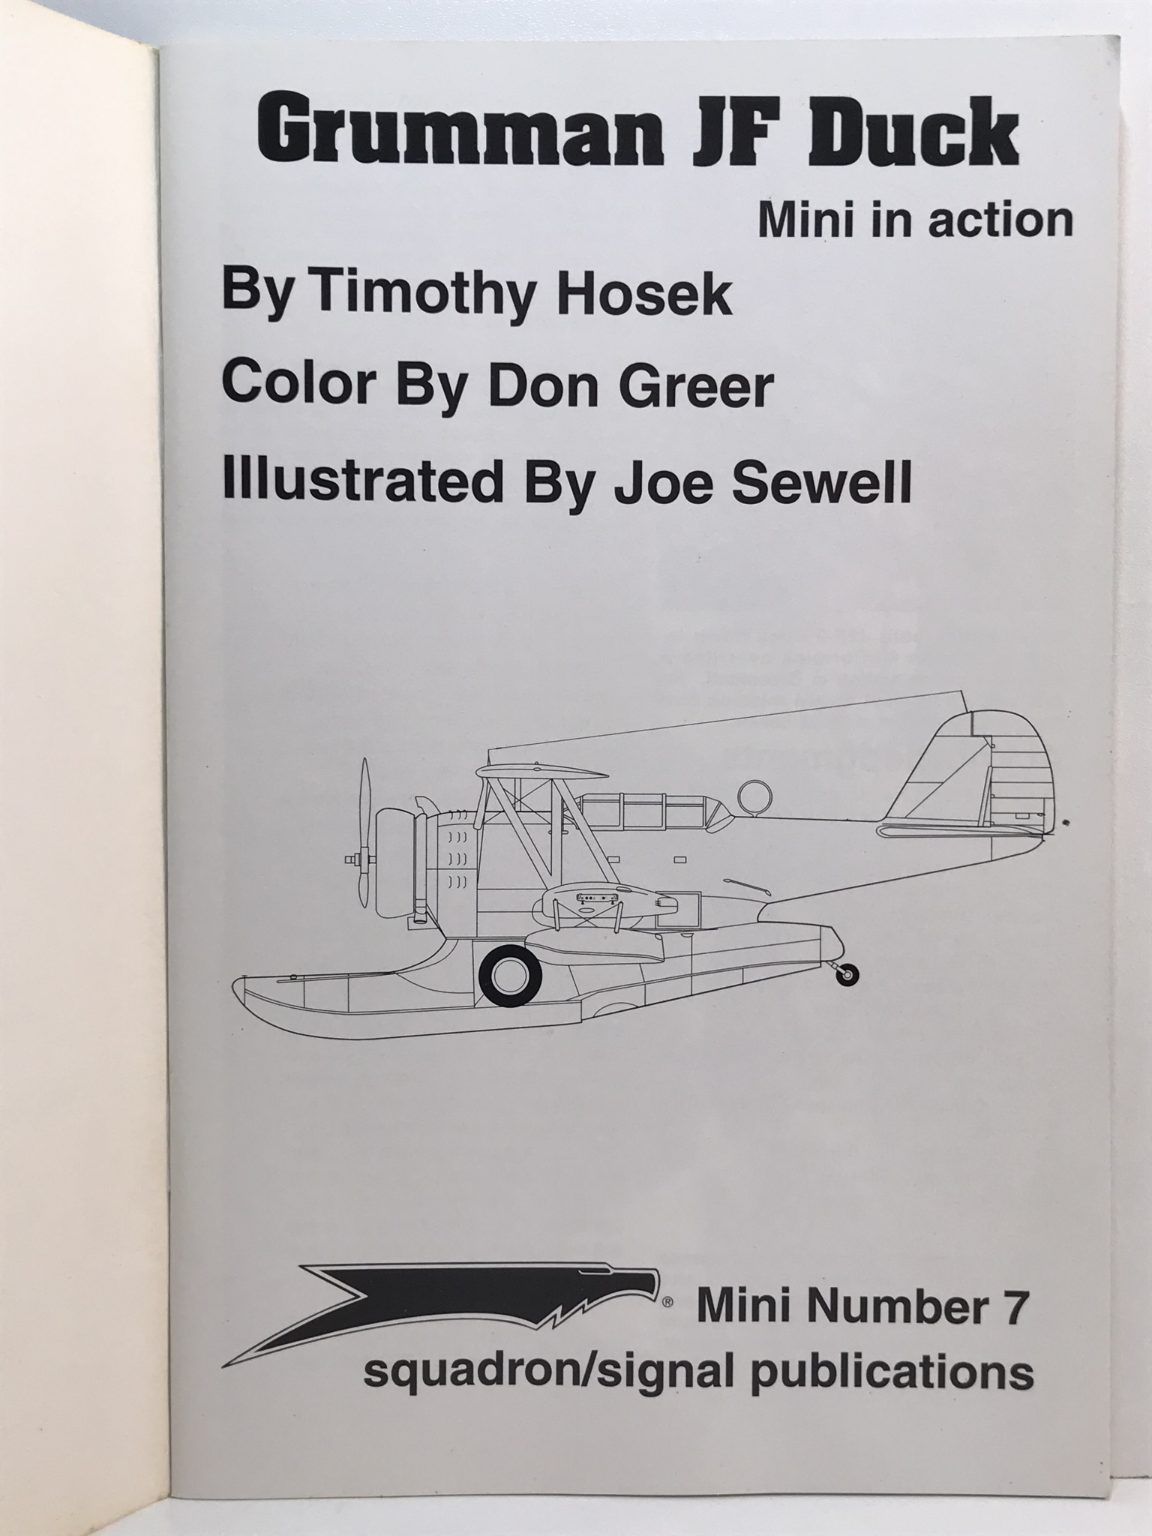 Grumman JF Duck
Mini in action
By Timothy Hosek
Color By Don Greer
Illustrated By Joe Sewell
® Mini Number 7
squadron/signal publications